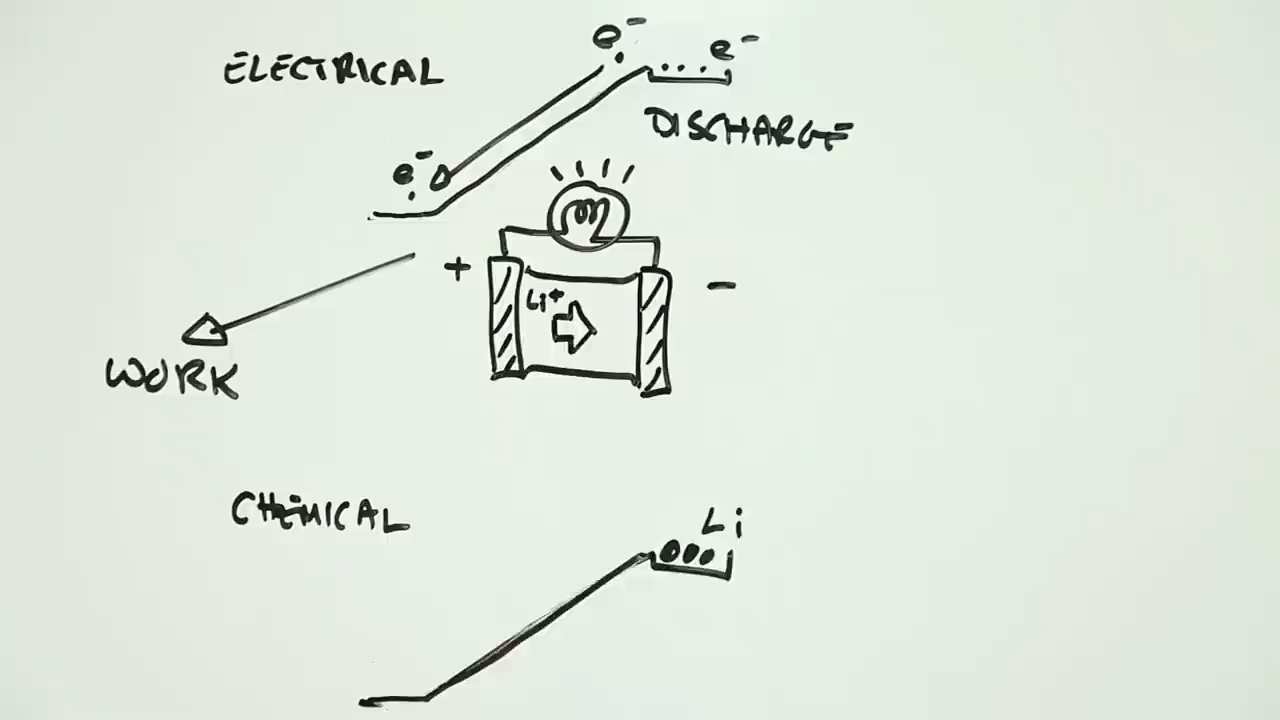 e⁻
e⁻
ELECTRICAL
DISCHARGE
e⁻
+
-
Li⁺
WORK
CHEMICAL
Li